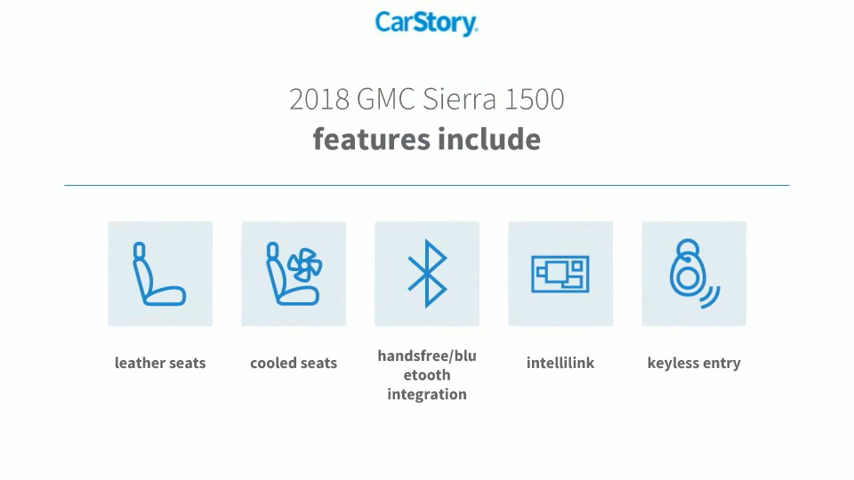 CarStory.
2018 GMC Sierra 1500
features include
leather seats
cooled seats
handsfree/blu
etooth
integration
intellilink
keyless entry